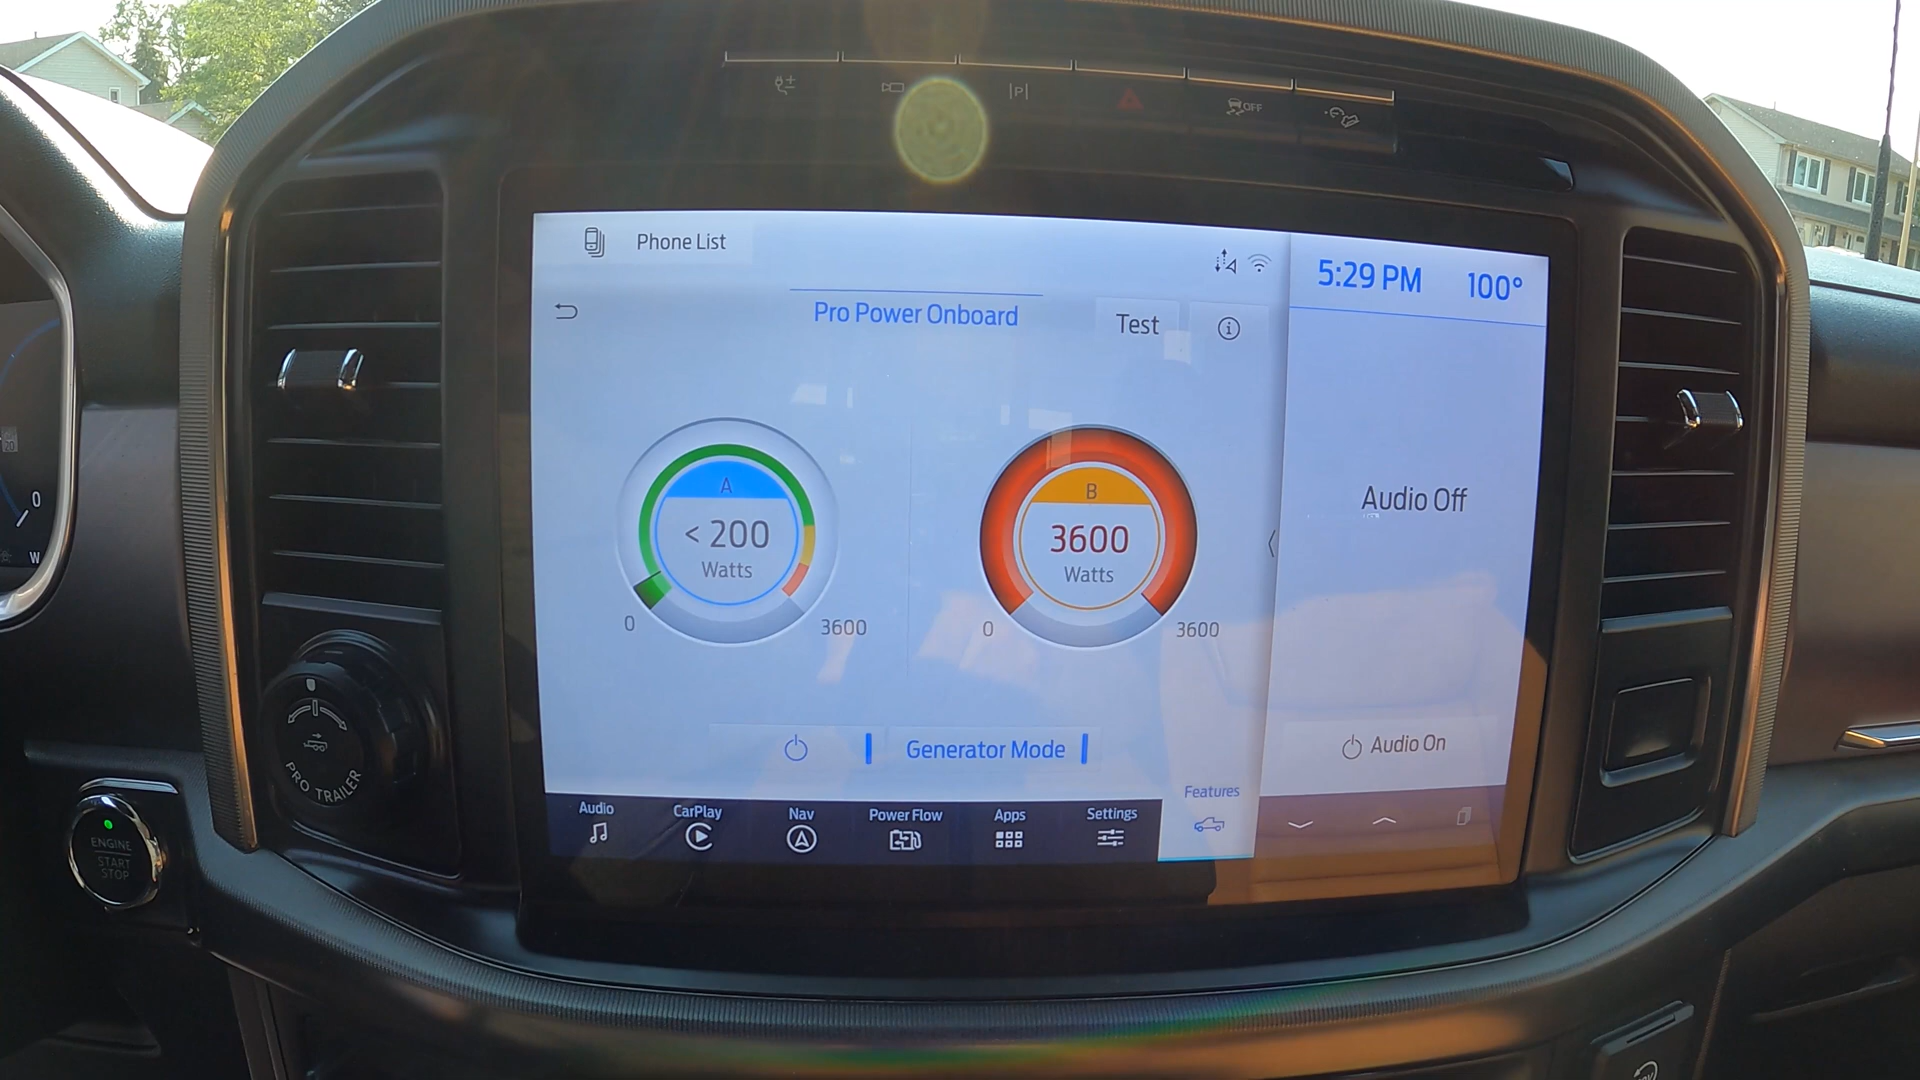 P
OFF
Phone List
5:29 PM 100°
Pro Power Onboard
Test
A
< 200
Watts
0
3600
B
3600
Watts
0
3600
Audio Off
Generator Mode
Audio On
Audio
CarPlay
Nav
Power Flow
Apps
Settings
Features
0
W
PRO TRAILER
ENGINE
START
STOP